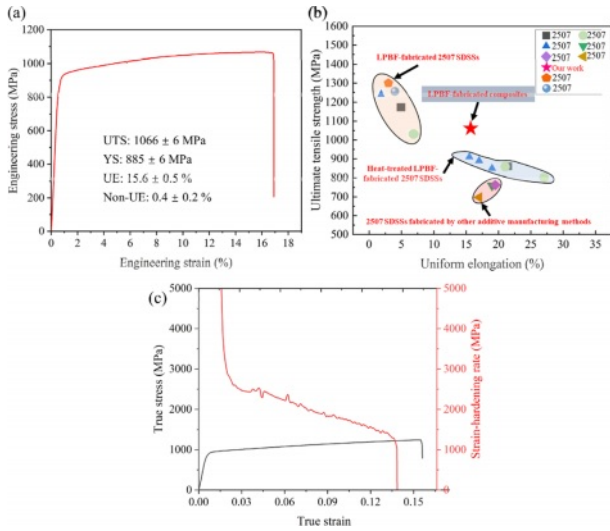 (a)
1200
1000
800
600
400
200
0
Engineering stress (MPa)
UTS: 1066 ± 6 MPa
YS: 885 ± 6 MPa
UE: 15.6 ± 0.5 %
Non-UE: 0.4 ± 0.2 %
0 2 4 6 8 10 12 14 16 18
Engineering strain (%)
(b)
1600
1500
1400
1300
1200
1100
1000
900
800
700
600
500
Ultimate tensile strength (MPa)
LPBF-fabricated 2507 SDSSs
2507 2507
2507 2507
2507 2507
Our work
2507
2507
LPBF-fabricated composites
Heat-treated LPBF-
fabricated 2507 SDSSs
2507 SDSSs fabricated by other additive manufacturing methods
0 5 10 15 20 25 30 35
Uniform elongation (%)
(c)
5000
4000
3000
2000
1000
0
True stress (MPa)
5000
4000
3000
2000
1000
0
Strain-hardening rate (MPa)
0.00 0.03 0.06 0.09 0.12 0.15
True strain